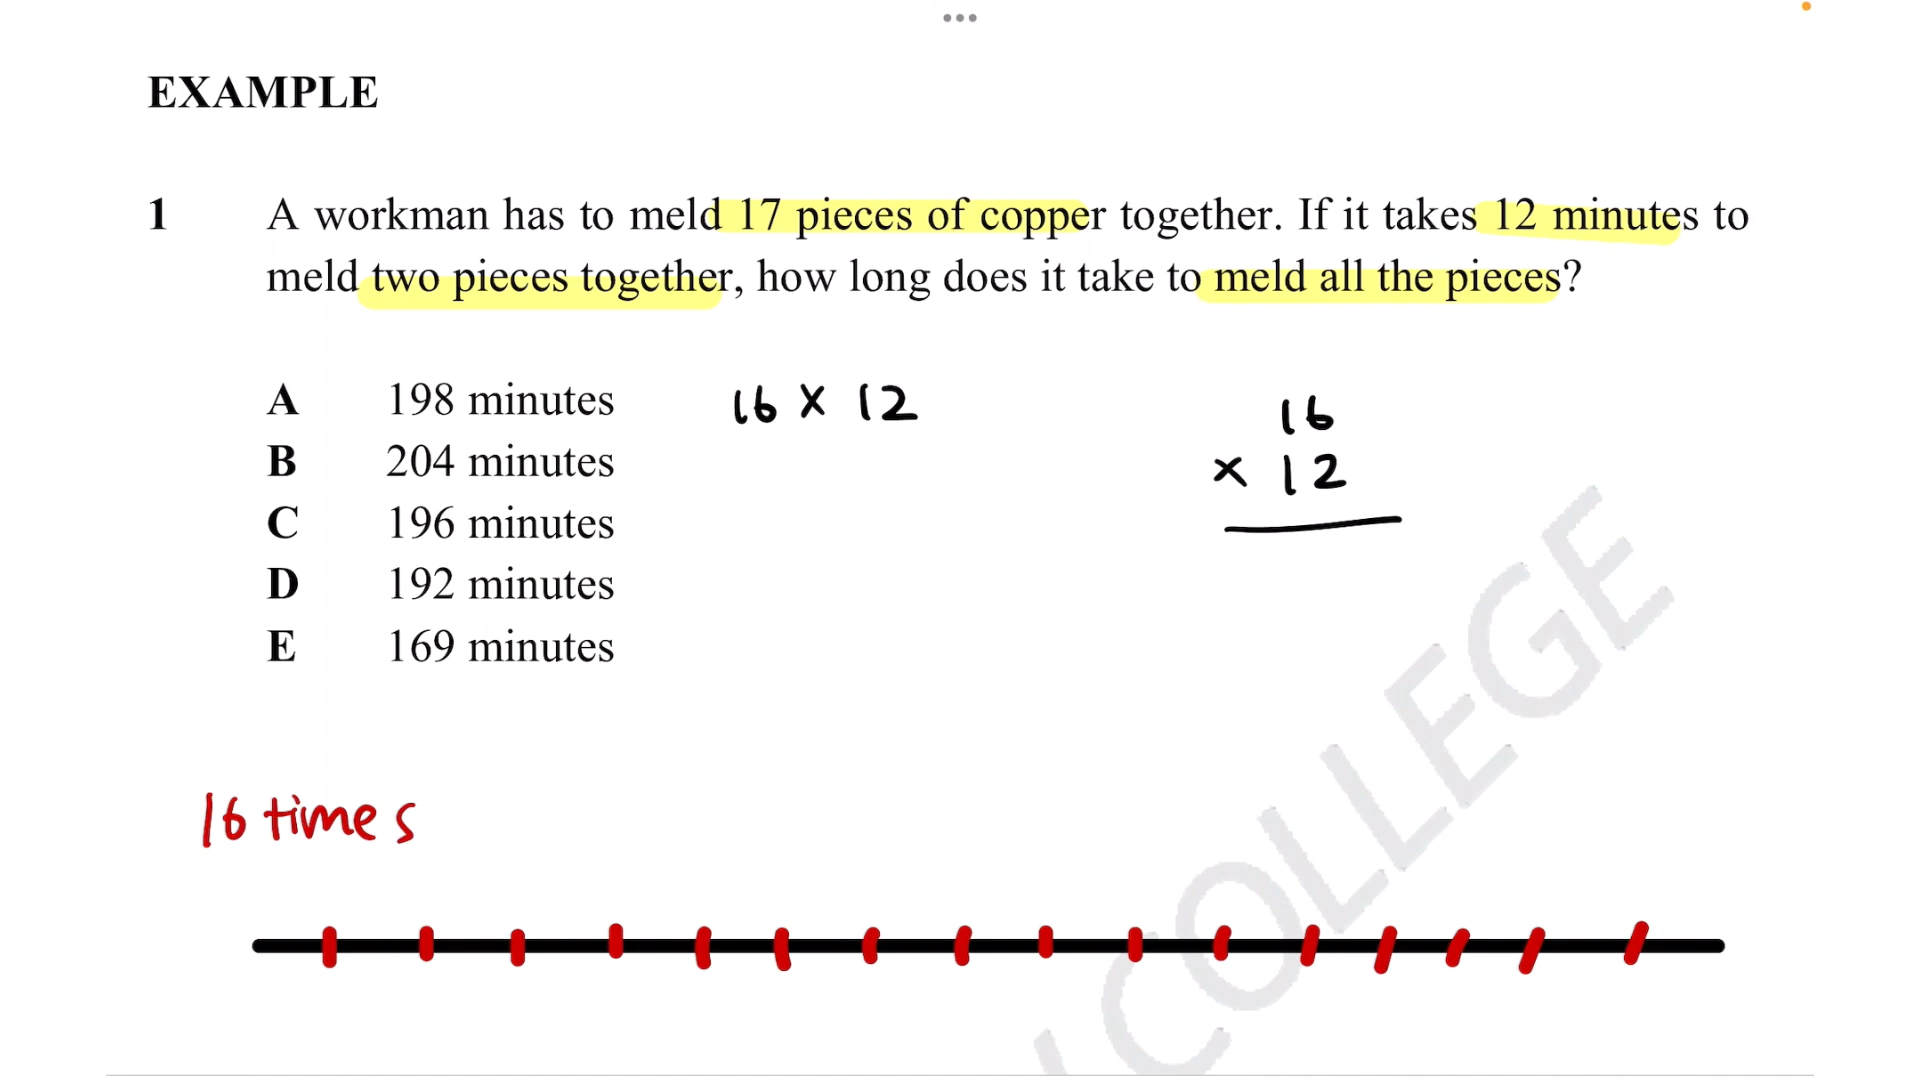 EXAMPLE
1 A workman has to meld 17 pieces of copper together. If it takes 12 minutes to
meld two pieces together, how long does it take to meld all the pieces?
A 198 minutes
B 204 minutes
C 196 minutes
D 192 minutes
E 169 minutes
16 x 12
16
x 12
16 times
COLLEGE